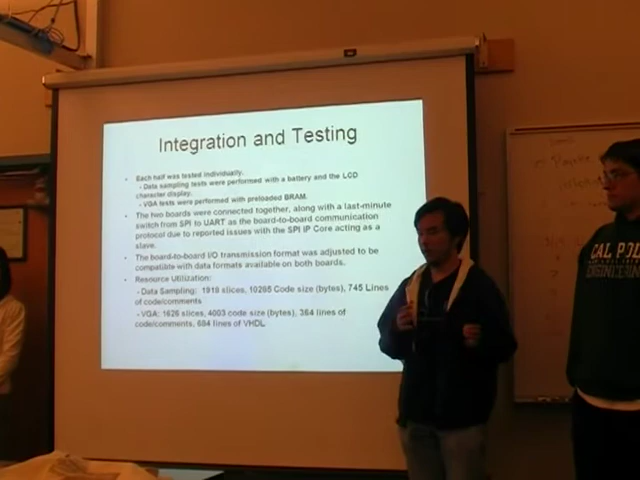 Integration and Testing
• Each half was tested individually.
- Data sampling tests were performed with a battery and the LCD
character display.
- VGA tests were performed with preloaded BRAM.
• The two boards were connected together, along with a last-minute
switch from SPI to UART as the board-to-board communication
protocol due to reported issues with the SPI IP Core acting as a
slave.
• The board-to-board I/O transmission format was adjusted to be
compatible with data formats available on both boards.
• Resource Utilization:
- Data Sampling: 1918 slices, 10285 Code size (bytes), 745 Lines
of code/comments
- VGA: 1626 slices, 4003 code size (bytes), 364 lines of
code/comments, 684 lines of VHDL
CAL POL
ENGINEERING